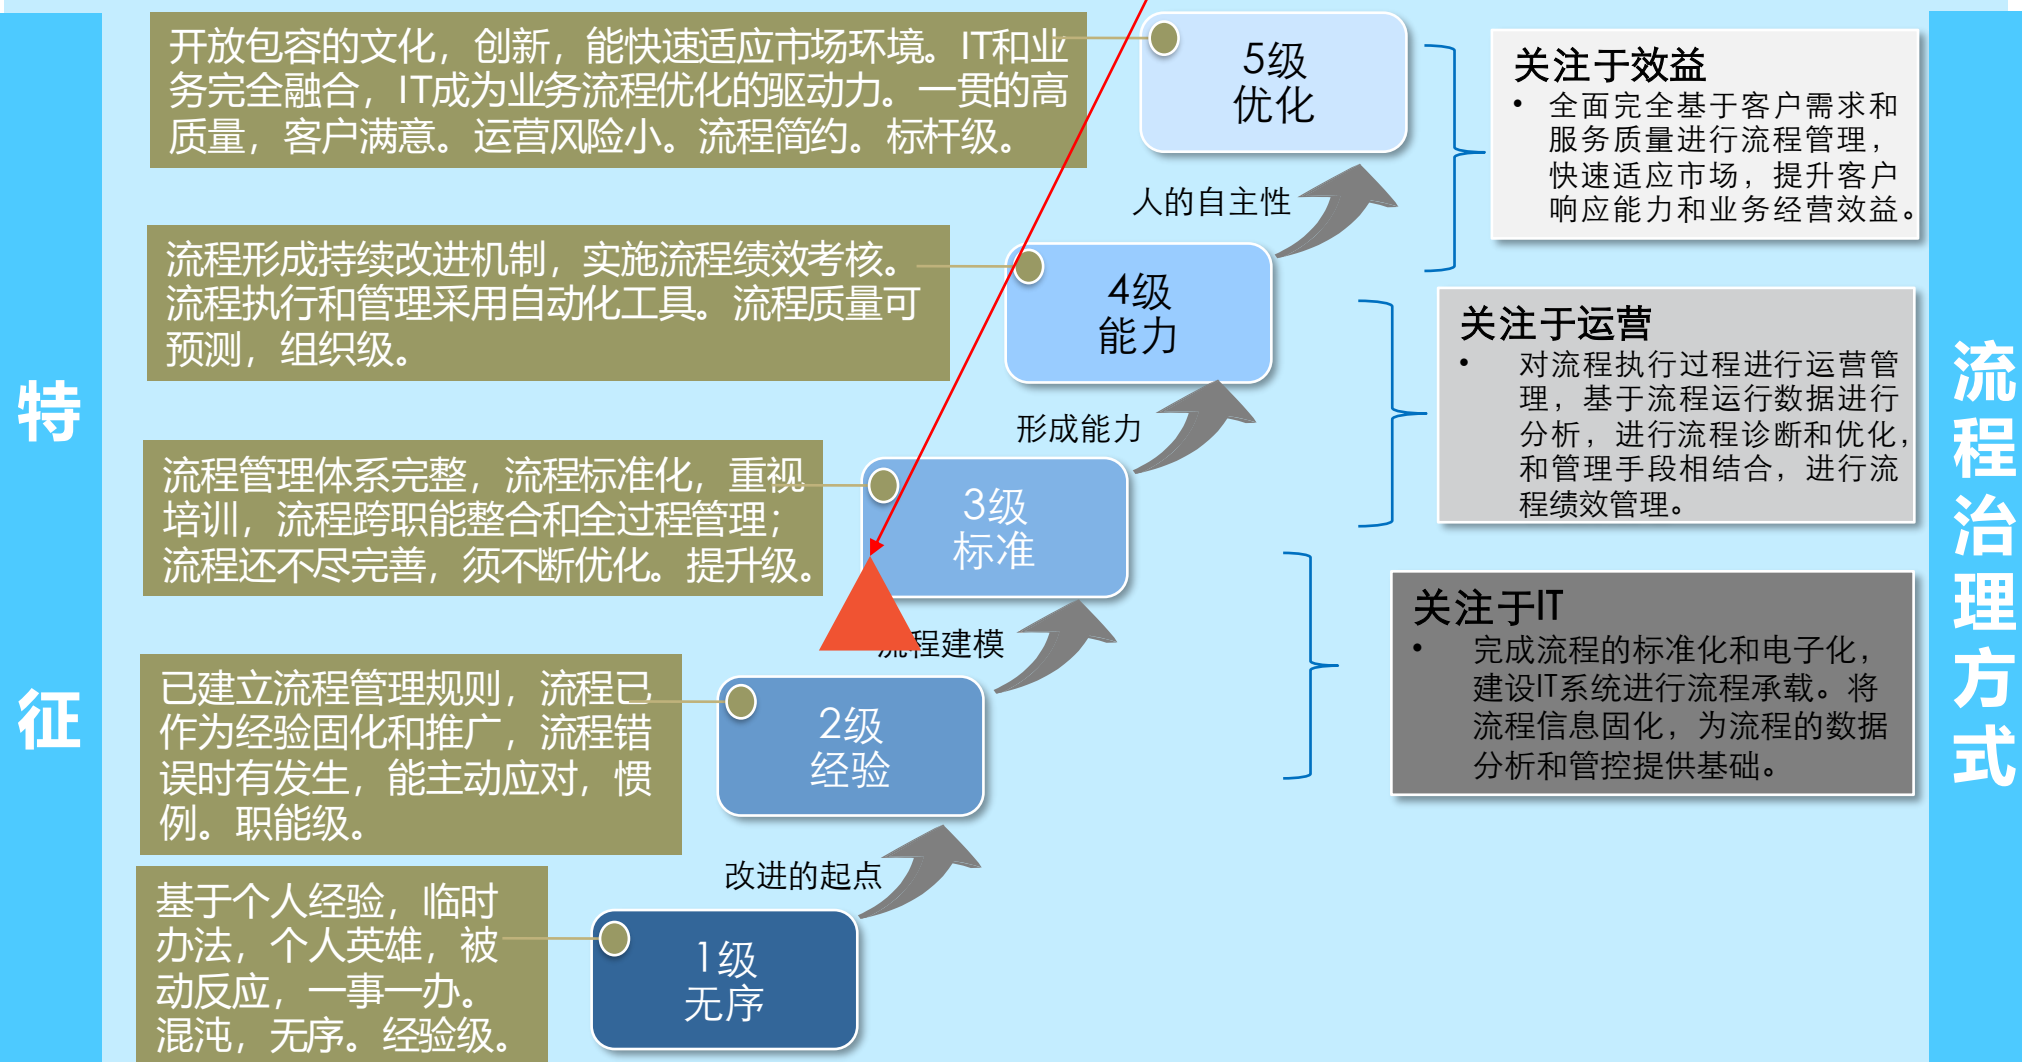 特
征
开放包容的文化，创新，能快速适应市场环境。IT和业
务完全融合，IT成为业务流程优化的驱动力。一贯的高
质量，客户满意。运营风险小。流程简约。标杆级。
流程形成持续改进机制，实施流程绩效考核。
流程执行和管理采用自动化工具。流程质量可
预测，组织级。
流程管理体系完整，流程标准化，重视
培训，流程跨职能整合和全过程管理；
流程还不尽完善，须不断优化。提升级。
已建立流程管理规则，流程已
作为经验固化和推广，流程错
误时有发生，能主动应对，惯
例。职能级。
基于个人经验，临时
办法，个人英雄，被
动反应，一事一办。
混沌，无序。经验级。
5级
优化
人的自主性
4级
能力
形成能力
3级
标准
流程建模
2级
经验
改进的起点
1级
无序
关注于效益
• 全面完全基于客户需求和
服务质量进行流程管理，
快速适应市场，提升客户
响应能力和业务经营效益。
关注于运营
• 对流程执行过程进行运营管
理，基于流程运行数据进行
分析，进行流程诊断和优化，
和管理手段相结合，进行流
程绩效管理。
关注于IT
• 完成流程的标准化和电子化，
建设IT系统进行流程承载。将
流程信息固化，为流程的数据
分析和管控提供基础。
流
程
治
理
方
式